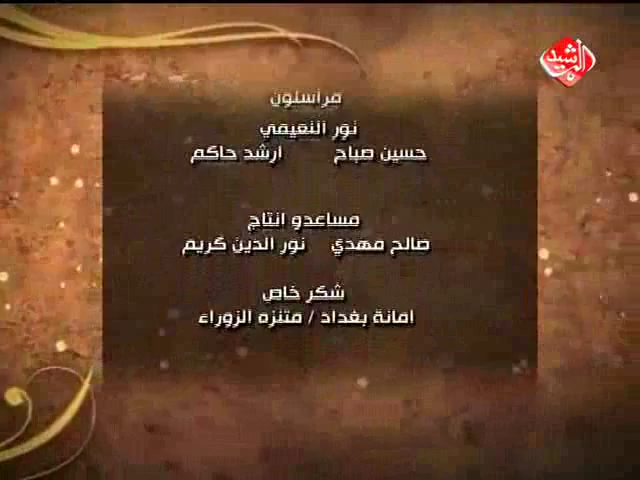 الرشيد
مراسلون
نور النعيمي
حسين صباح ارشد حاكم
مساعدو انتاج
صالح مهدي نور الدين كريم
شكر خاص
امانة بغداد / متنزه الزوراء